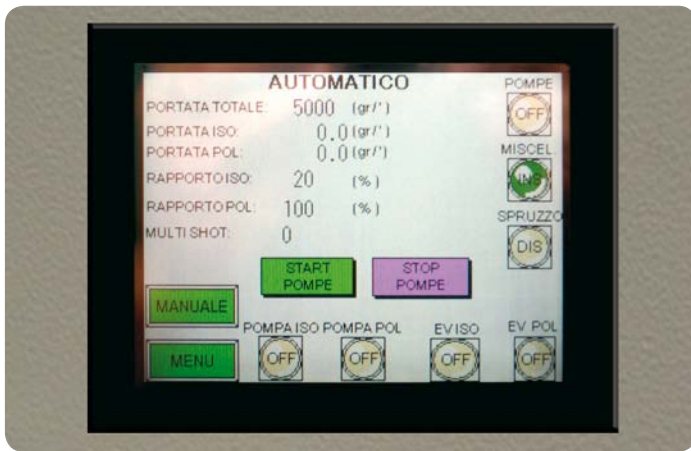 AUTOMATICO
POMPE
PORTATA TOTALE: 5000 (gr/')
OFF
PORTATA ISO: 0.0 (gr/')
PORTATA POL: 0.0 (gr/')
MISCEL.
RAPPORTO ISO: 20 (%)
INS
RAPPORTO POL: 100 (%)
SPRUZZO
MULTI SHOT: 0
DIS
START
POMPE
STOP
POMPE
MANUALE
POMPA ISO POMPA POL EV ISO EV POL
MENU OFF OFF OFF OFF